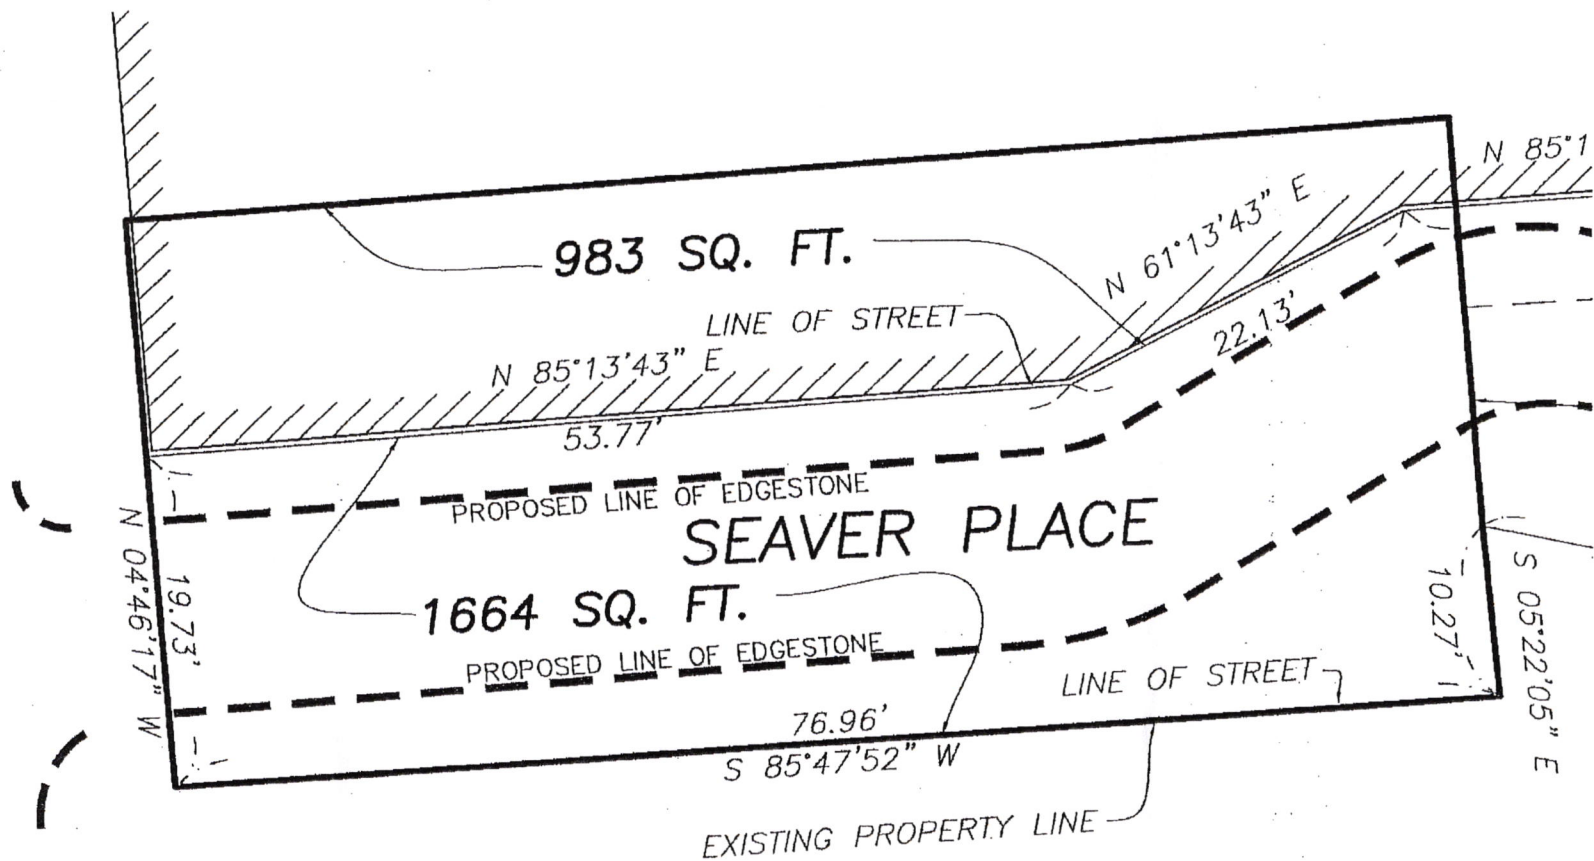 N 85°1
N 61°13'43" E
983 SQ. FT.
LINE OF STREET
22.13'
N 85°13'43" E
53.77'
PROPOSED LINE OF EDGESTONE
SEAVER PLACE
N 04°46'17" W
19.73'
1664 SQ. FT.
10.27'
S 05°22'05" E
PROPOSED LINE OF EDGESTONE
LINE OF STREET
76.96'
S 85°47'52" W
EXISTING PROPERTY LINE